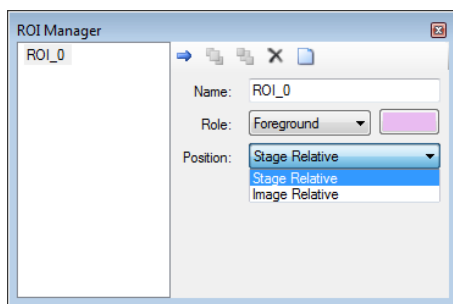 ROI Manager
ROI_0
Name: ROI_0
Role: Foreground
Position: Stage Relative
Stage Relative
Image Relative